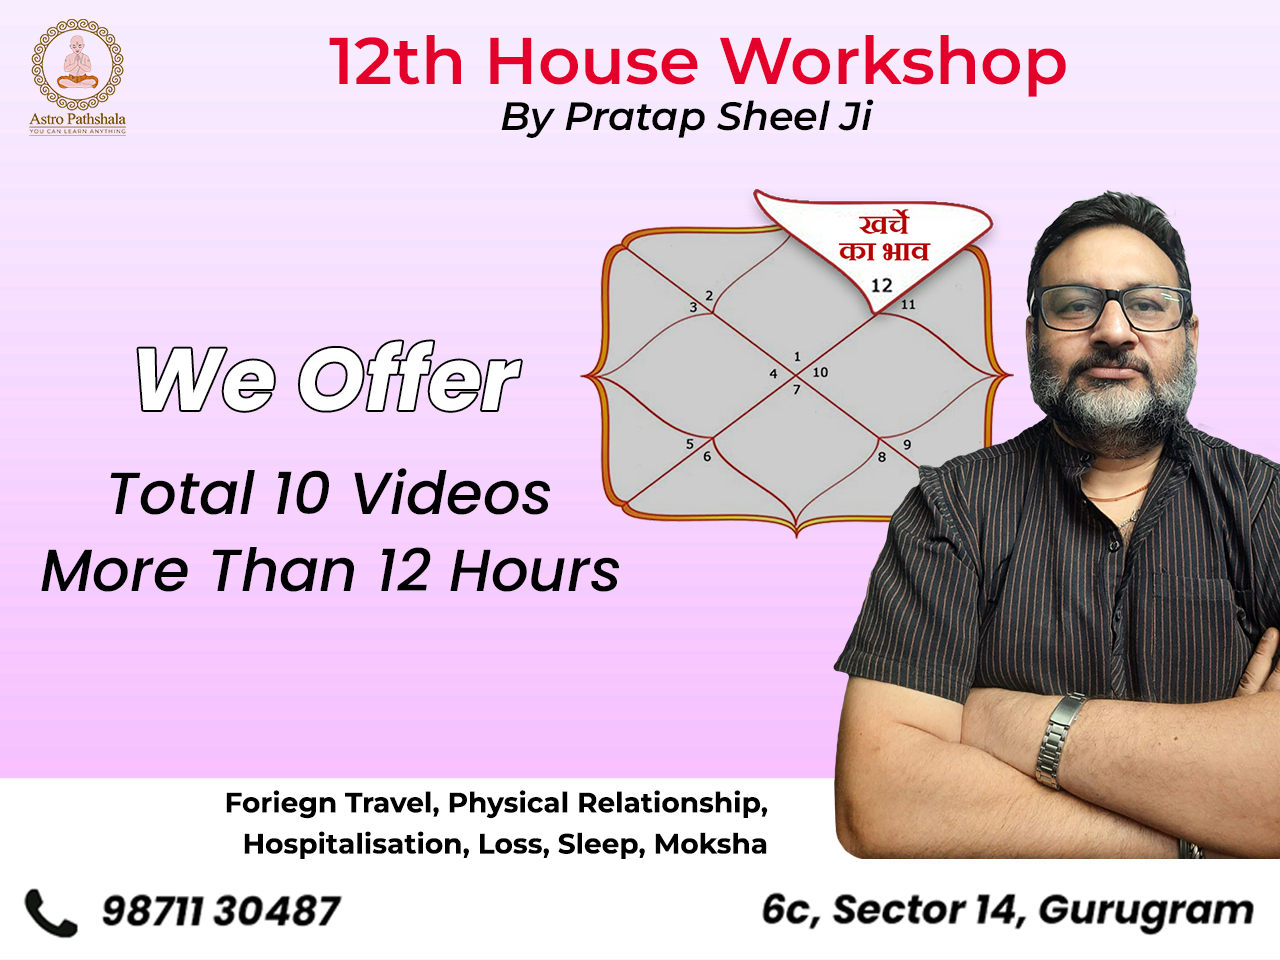 Astro Pathshala
YOU CAN LEARN ANYTHING
12th House Workshop
By Pratap Sheel Ji
खर्चे
का भाव
12
2
3
11
1
4
10
7
5
6
9
8
We Offer
Total 10 Videos
More Than 12 Hours
Foriegn Travel, Physical Relationship,
Hospitalisation, Loss, Sleep, Moksha
98711 30487
6c, Sector 14, Gurugram